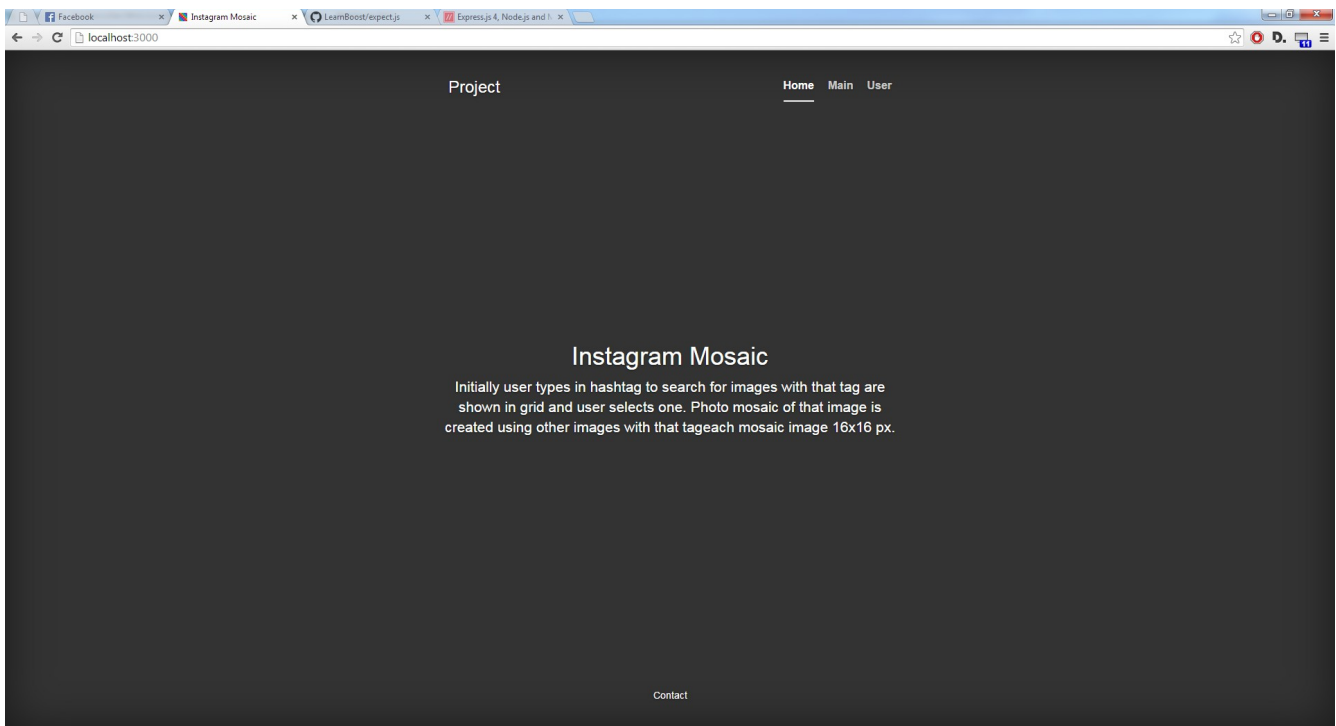 Facebook
Instagram Mosaic
LearnBoost/expect.js
Express.js 4, Node.js and
localhost:3000
D.
11
Project
Home Main User
Instagram Mosaic
Initially user types in hashtag to search for images with that tag are
shown in grid and user selects one. Photo mosaic of that image is
created using other images with that tageach mosaic image 16x16 px.
Contact